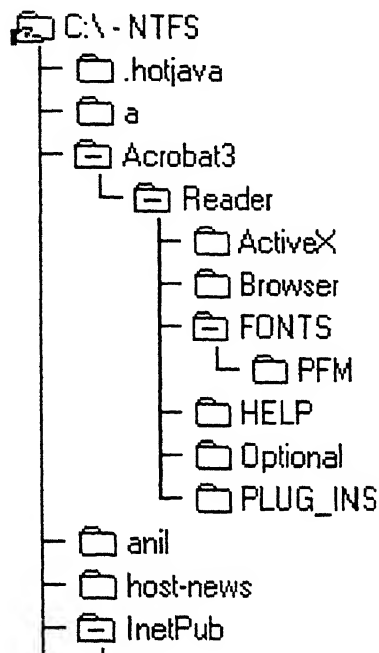 C:\ - NTFS
.hotjava
a
Acrobat3
Reader
ActiveX
Browser
FONTS
PFM
HELP
Optional
PLUG_INS
anil
host-news
InetPub